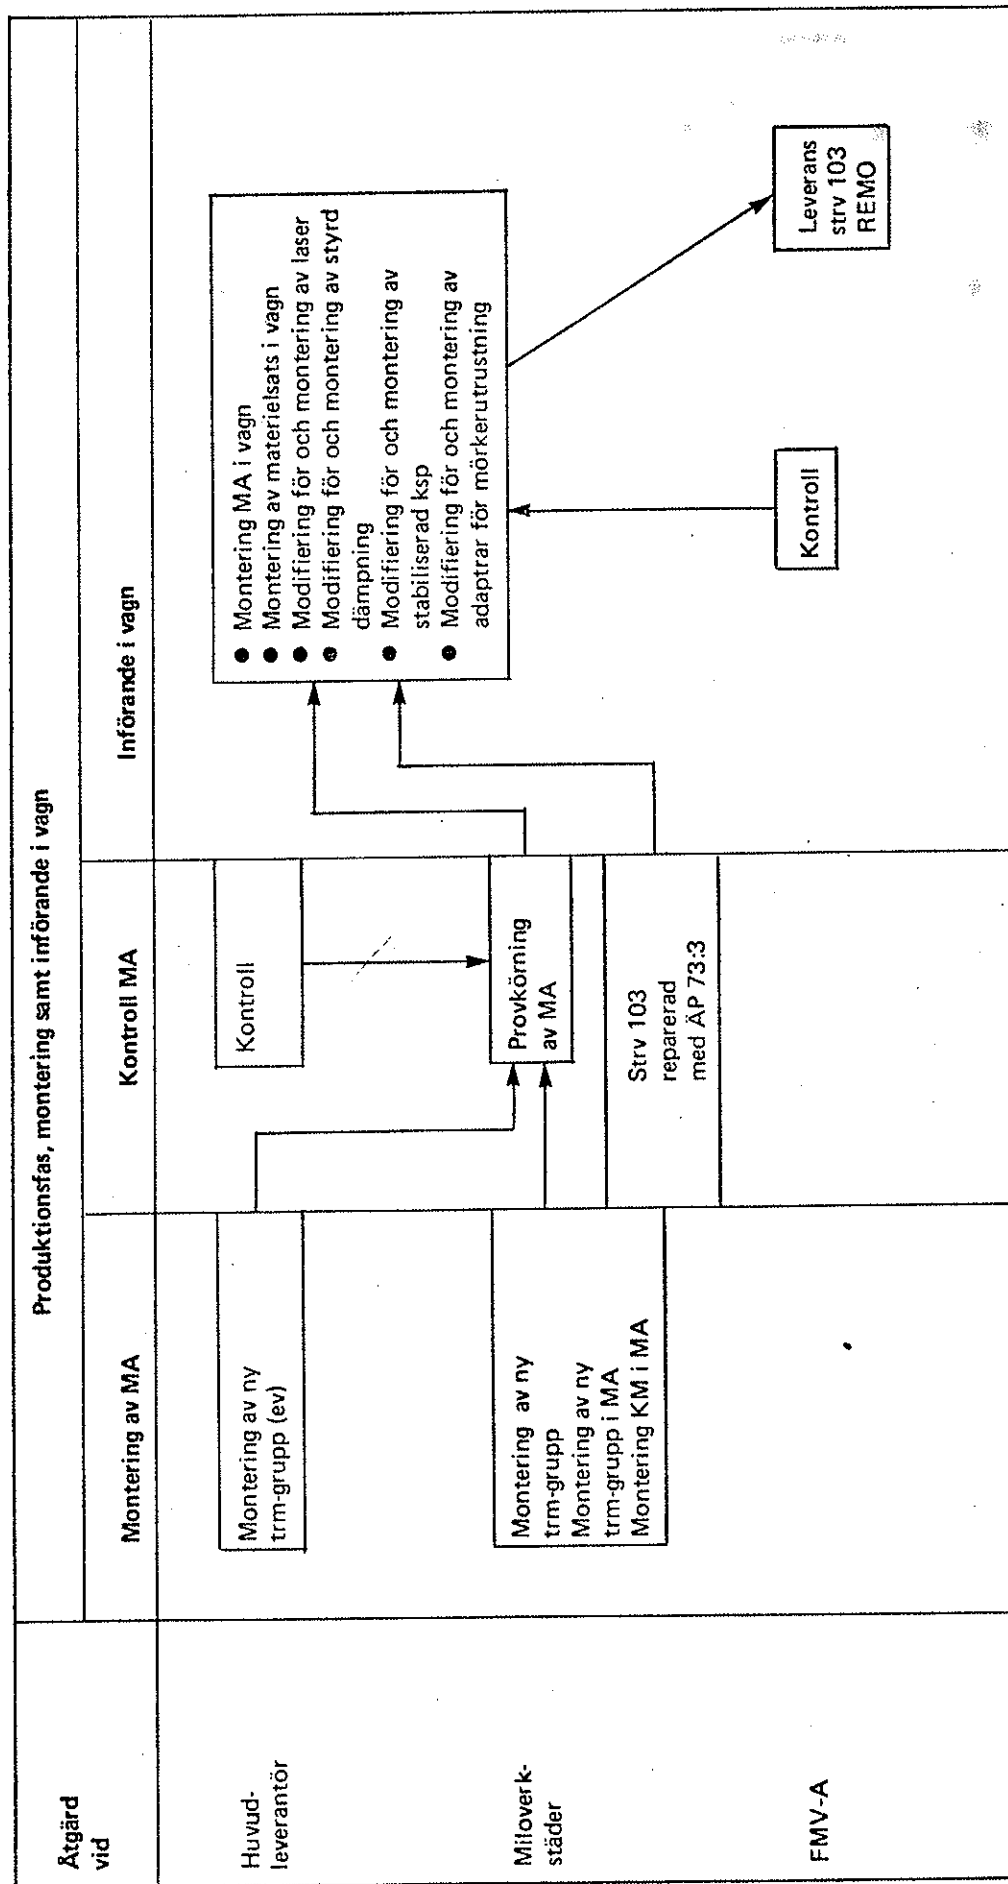 Åtgärd
vid
Produktionsfas, montering samt införande i vagn
Montering av MA
Kontroll MA
Införande i vagn
Huvud-
leverantör
Montering av ny
trm-grupp (ev)
Kontroll
● Montering MA i vagn
● Montering av materielsats i vagn
● Modifiering för och montering av laser
● Modifiering för och montering av styrd
dämpning
● Modifiering för och montering av
stabiliserad ksp
● Modifiering för och montering av
adaptrar för mörkerutrustning
Miloverk-
städer
Montering av ny
trm-grupp
Montering av ny
trm-grupp i MA
Montering KM i MA
Provkörning
av MA
Strv 103
reparerad
med ÄP 73:3
FMV-A
Kontroll
Leverans
strv 103
REMO